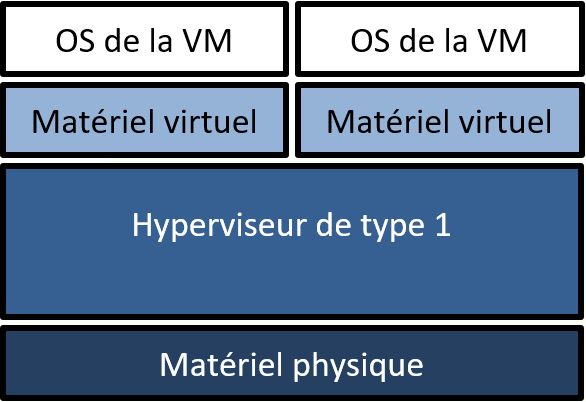 OS de la VM
OS de la VM
Matériel virtuel
Matériel virtuel
Hyperviseur de type 1
Matériel physique